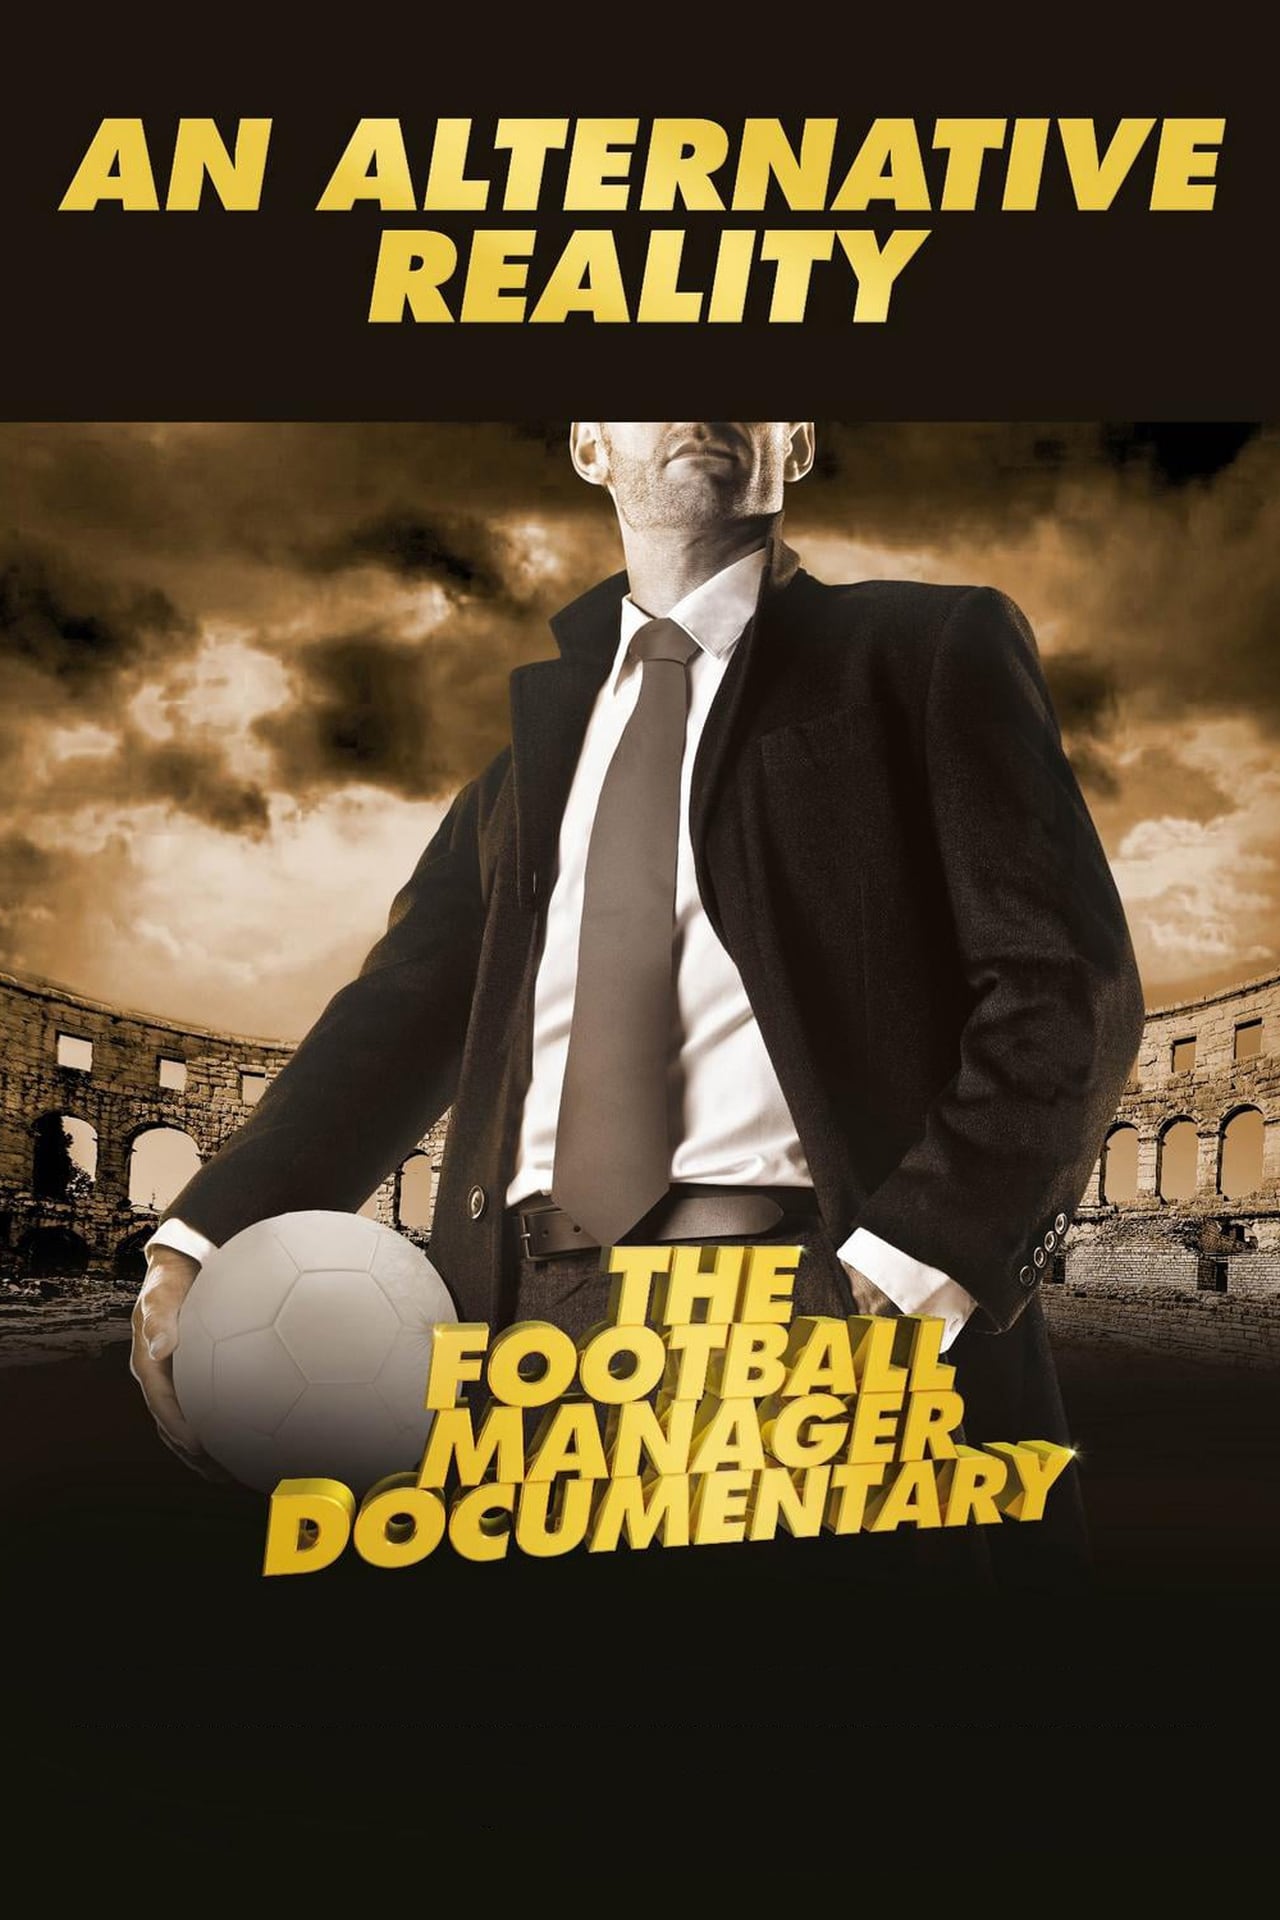 AN ALTERNATIVE
REALITY
THE
FOOTBALL
MANAGER
DOCUMENTARY